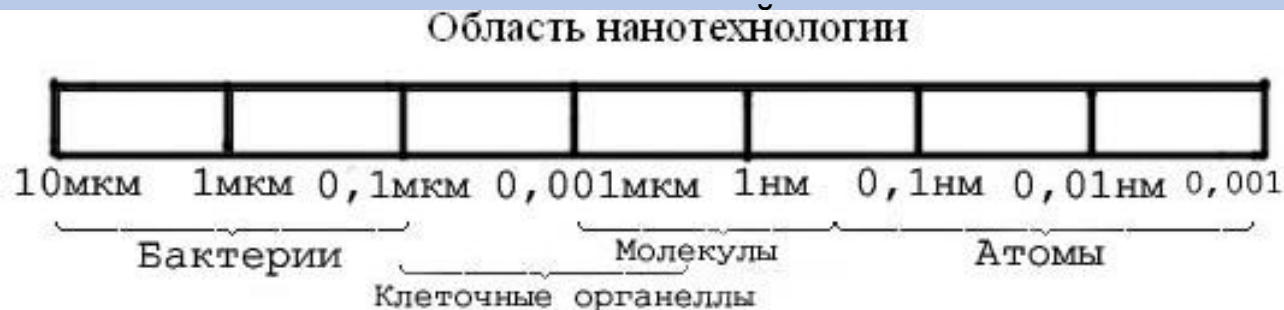 Область нанотехнологии
10мкм 1мкм 0,1мкм 0,001мкм 1нм 0,1нм 0,01нм 0,001
Бактерии Молекулы Атомы
Клеточные органеллы